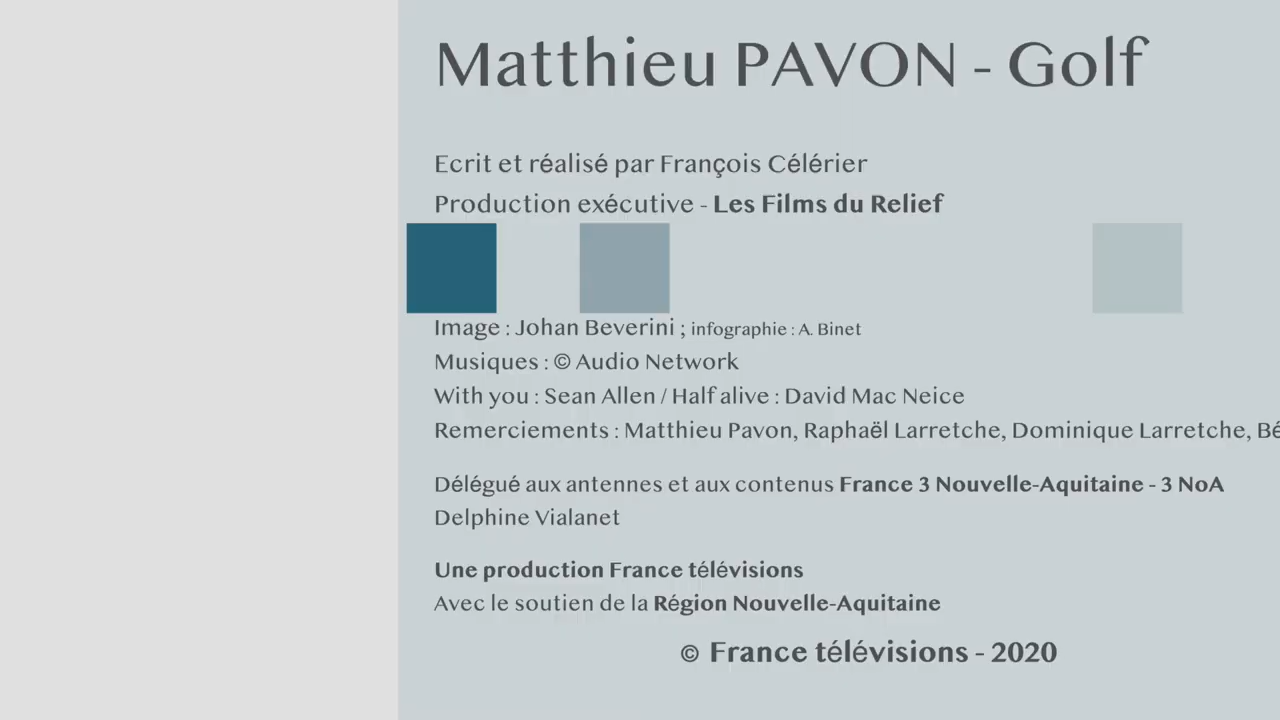 Matthieu PAVON - Golf
Ecrit et réalisé par François Célérier
Production exécutive - Les Films du Relief
Image : Johan Beverini ; infographie : A. Binet
Musiques : © Audio Network
With you : Sean Allen / Half alive : David Mac Neice
Remerciements : Matthieu Pavon, Raphaël Larretche, Dominique Larretche,
Délégué aux antennes et aux contenus France 3 Nouvelle-Aquitaine - 3 NoA
Delphine Vialanet
Une production France télévisions
Avec le soutien de la Région Nouvelle-Aquitaine
© France télévisions - 2020